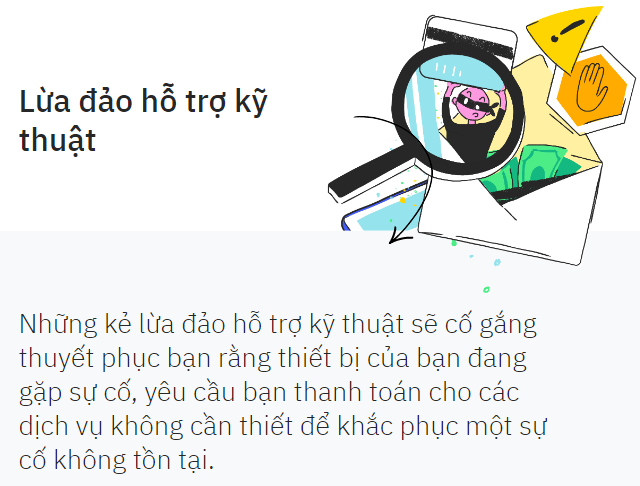 Lừa đảo hỗ trợ kỹ
thuật
Những kẻ lừa đảo hỗ trợ kỹ thuật sẽ cố gắng
thuyết phục bạn rằng thiết bị của bạn đang
gặp sự cố, yêu cầu bạn thanh toán cho các
dịch vụ không cần thiết để khắc phục một sự
cố không tồn tại.